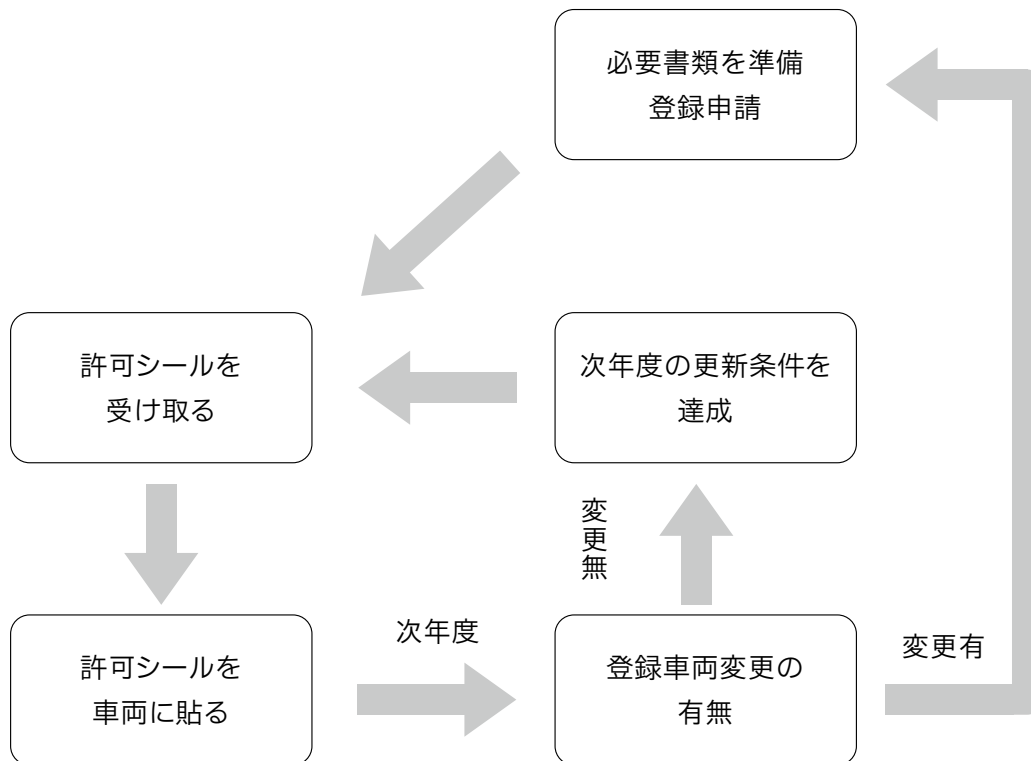 必要書類を準備
登録申請
許可シールを
受け取る
次年度の更新条件を
達成
変更無
許可シールを
車両に貼る
次年度
登録車両変更の
有無
変更有